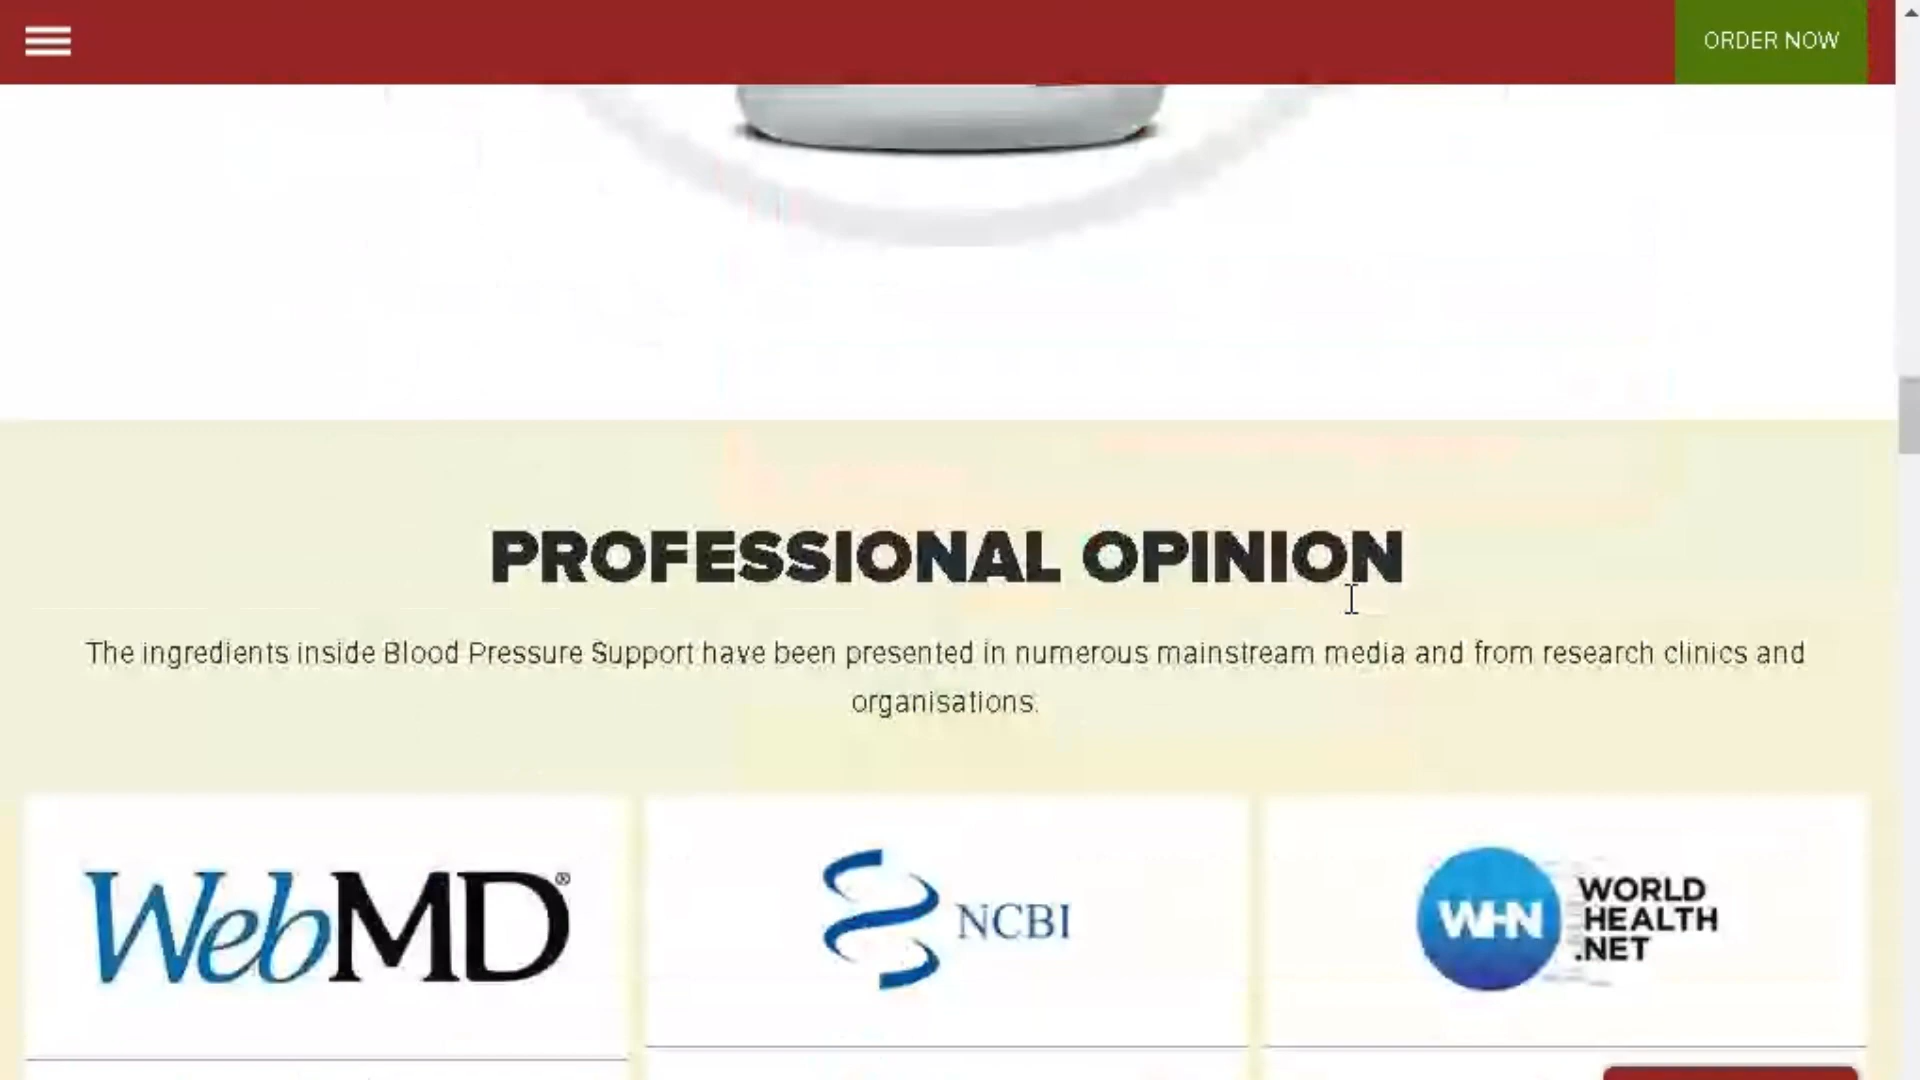 ORDER NOW
PROFESSIONAL OPINION
The ingredients inside Blood Pressure Support have been presented in numerous mainstream media and from research clinics and
organisations.
WebMD®
NCBI
WHN
WORLD
HEALTH
.NET